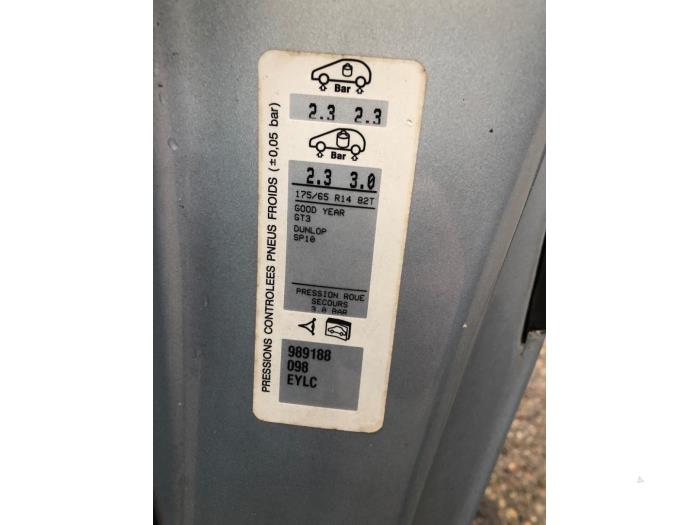 PRESSIONS CONTROLEES PNEUS FROIDS (±0,05 bar)
Bar
2.3 2.3
Bar
2.3 3.0
175/65 R14 82T
GOOD YEAR
GT3
DUNLOP
SP10
PRESSION ROUE
SECOURS
3.0 BAR
989188
098
EYLC